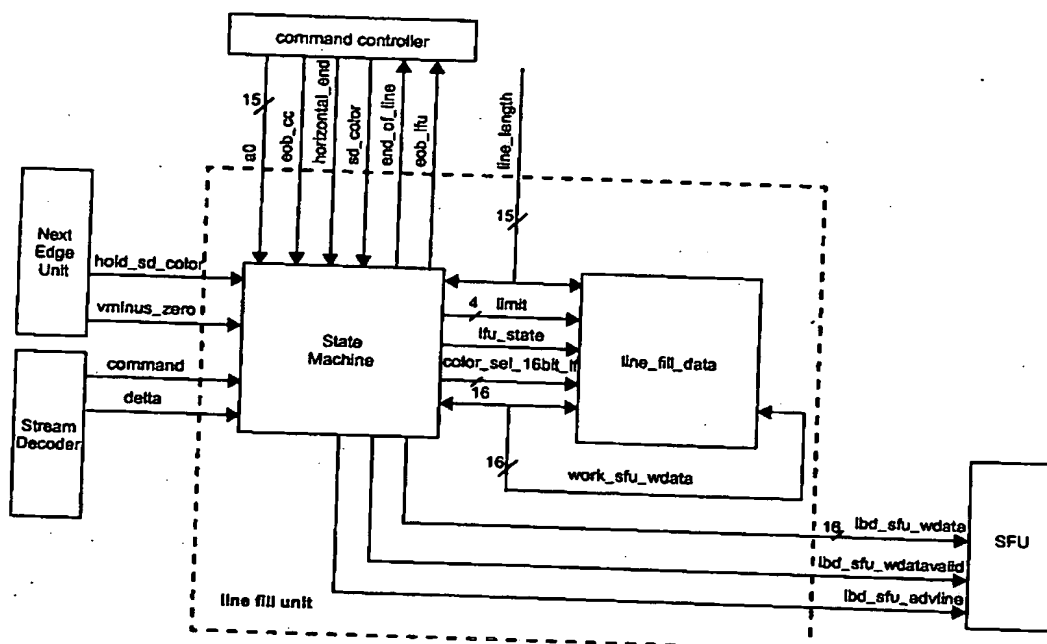 command controller
15
a0
eob_cc
horizontal_end
sd_color
end_of_line
eob_lfu
line_length
15
Next
Edge
Unit
hold_sd_color
vminus_zero
Stream
Decoder
command
delta
State
Machine
4
limit
lfu_state
color_sel_16bit_lf
16
line_fill_data
16
work_sfu_wdata
16
lbd_sfu_wdata
lbd_sfu_wdatavalid
lbd_sfu_advline
SFU
line fill unit